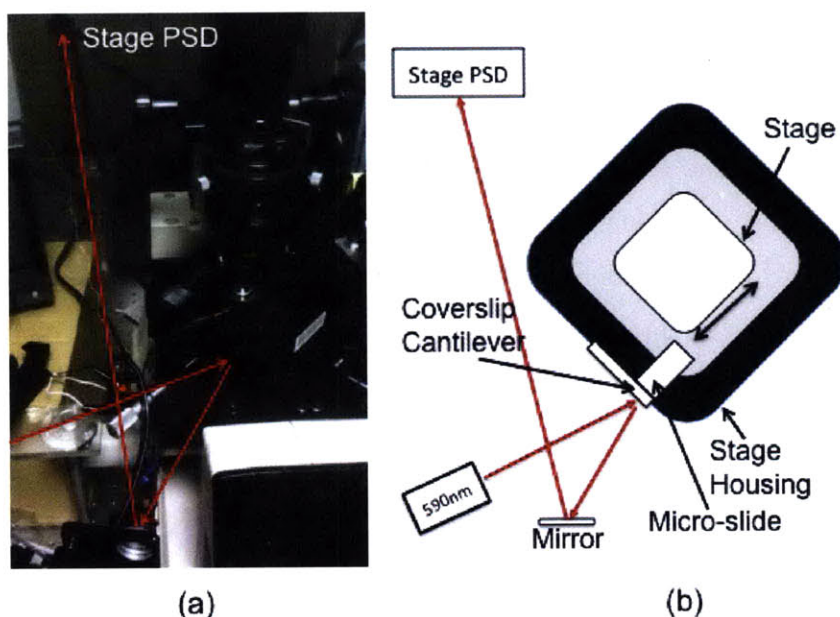 Stage PSD
(a)
Stage PSD
Stage
Coverslip
Cantilever
590nm
Mirror
Stage
Housing
Micro-slide
(b)